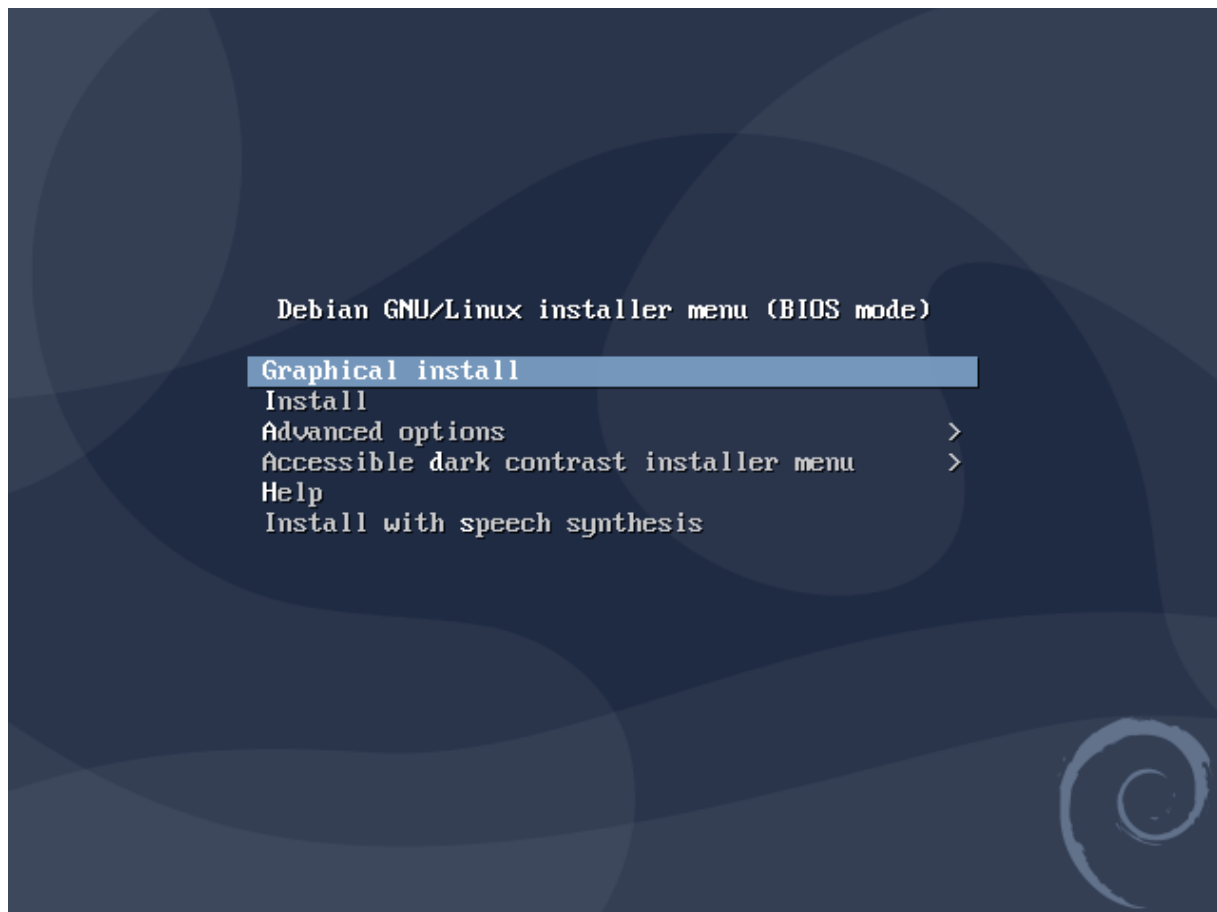 Debian GNU/Linux installer menu (BIOS mode)
Graphical install
Install
Advanced options >
Accessible dark contrast installer menu >
Help
Install with speech synthesis